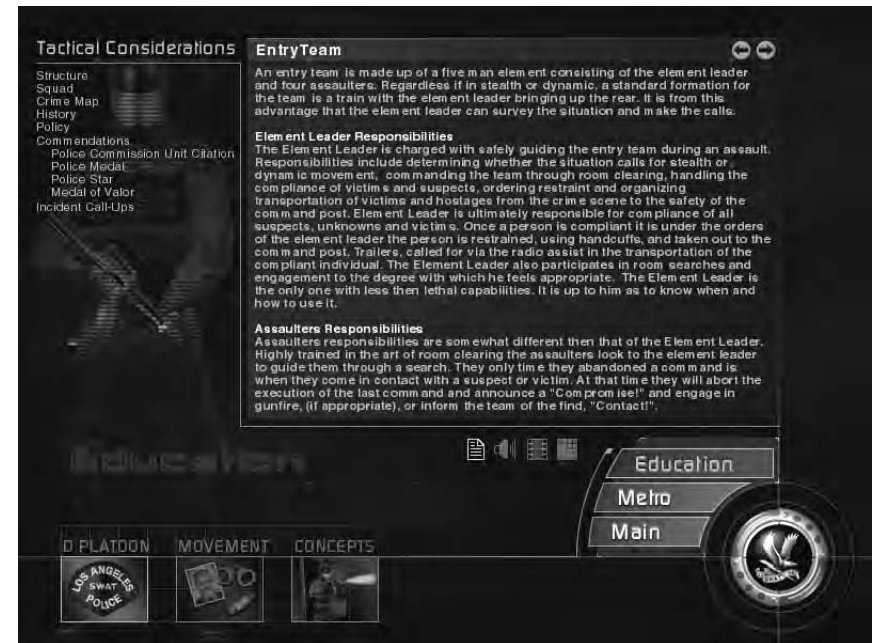 Tactical Considerations
Structure
Squad
Crime Map
History
Policy
Commendations
Police Commission Unit Citation
Police Medal
Police Star
Medal of Valor
Incident Call-Ups
EntryTeam
An entry team is made up of a five man element consisting of the element leader
and four assaulters. Regardless if in stealth or dynamic, a standard formation for
the team is a train with the element leader bringing up the rear. It is from this
advantage that the element leader can survey the situation and make the calls.
Element Leader Responsibilities
The Element Leader is charged with safely guiding the entry team during an assault.
Responsibilities include determining whether the situation calls for stealth or
dynamic movement, commanding the team through room clearing, handling the
compliance of victims and suspects, ordering restraint and organizing
transportation of victims and hostages from the crime scene to the safety of the
command post. Element Leader is ultimately responsible for compliance of all
suspects, unknowns and victims. Once a person is compliant it is under the orders
of the element leader the person is restrained, using handcuffs, and taken out to the
command post. Trailers, called for via the radio assist in the transportation of the
compliant individual. The Element Leader also participates in room searches and
engagement to the degree with which he feels appropriate. The Element Leader is
the only one with less then lethal capabilities. It is up to him as to know when and
how to use it.
Assaulters Responsibilities
Assaulters responsibilities are somewhat different then that of the Element Leader.
Highly trained in the art of room clearing the assaulters look to the element leader
to guide them through a search. They only time they abandoned a command is
when they come in contact with a suspect or victim. At that time they will abort the
execution of the last command and announce a "Compromise!" and engage in
gunfire, (if appropriate), or inform the team of the find, "Contact!".
Education
Education
Metro
Main
D PLATOON
MOVEMENT
CONCEPTS
LOS ANGELES
SWAT
POLICE